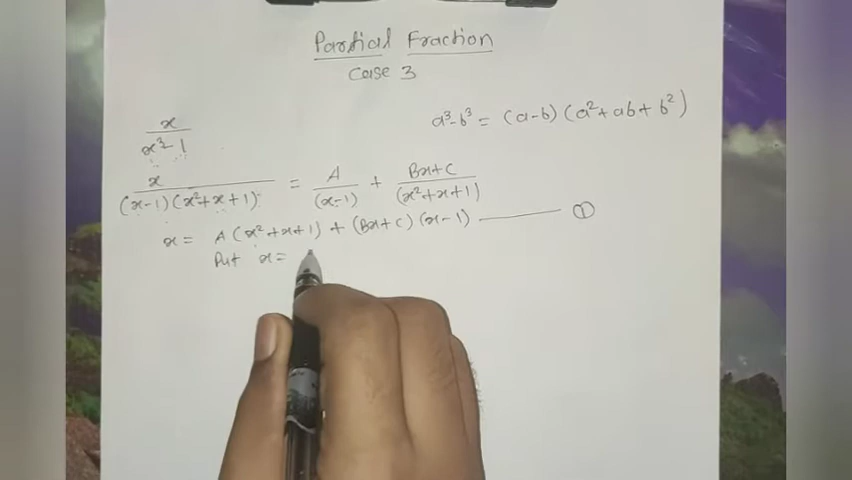 Partial Fraction
Case 3
a³-b³ = (a-b) (a²+ab+b²)
x
x³-1
x/((x-1)(x²+x+1)) = A/(x-1) + Bx+C/(x²+x+1)
x = A(x²+x+1) + (Bx+C)(x-1) ——— ①
Put x=